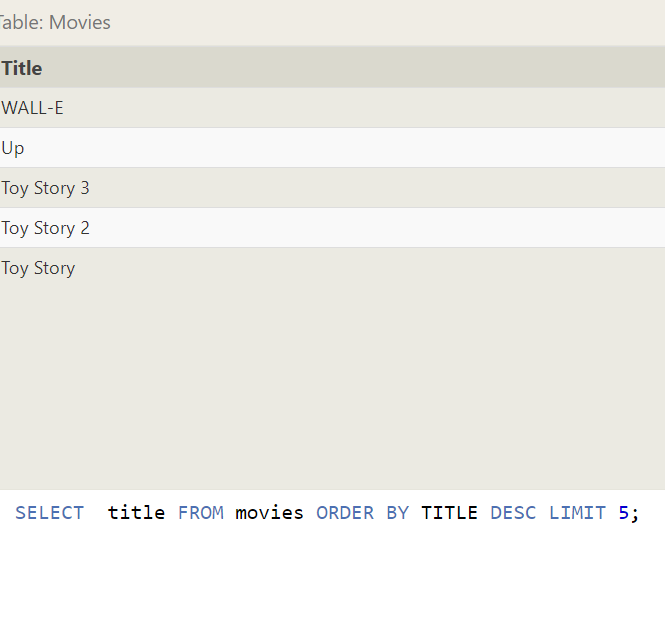 Table: Movies
Title
WALL-E
Up
Toy Story 3
Toy Story 2
Toy Story
SELECT  title FROM movies ORDER BY TITLE DESC LIMIT 5;